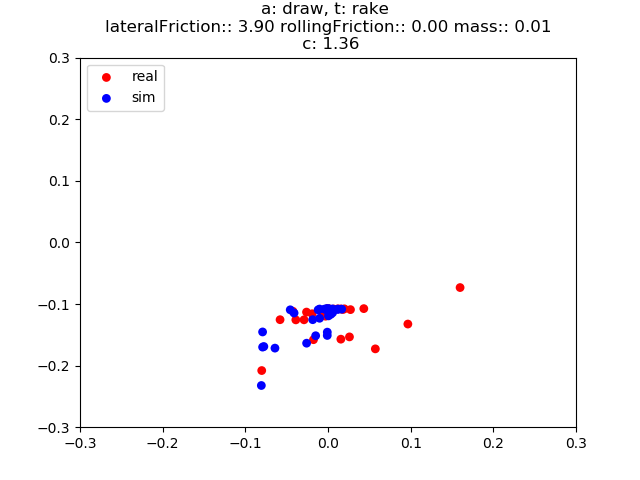 a: draw, t: rake
lateralFriction:: 3.90 rollingFriction:: 0.00 mass:: 0.01
c: 1.36
real
sim
0.3
0.2
0.1
0.0
−0.1
−0.2
−0.3
−0.3 −0.2 −0.1 0.0 0.1 0.2 0.3